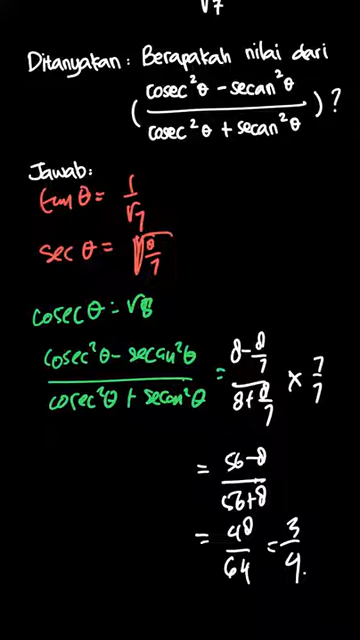 √7
Ditanyakan: Berapakah nilai dari
(cosec²θ − secan²θ / cosec²θ + secan²θ)?
Jawab:
tan θ = 1/√7
sec θ = √(8/7)
cosec θ = √8
cosec²θ − secan²θ / cosec²θ + secan²θ = (8 − 8/7) / (8 + 8/7) × 7/7
= 56−8 / 56+8
= 48/64 = 3/4.